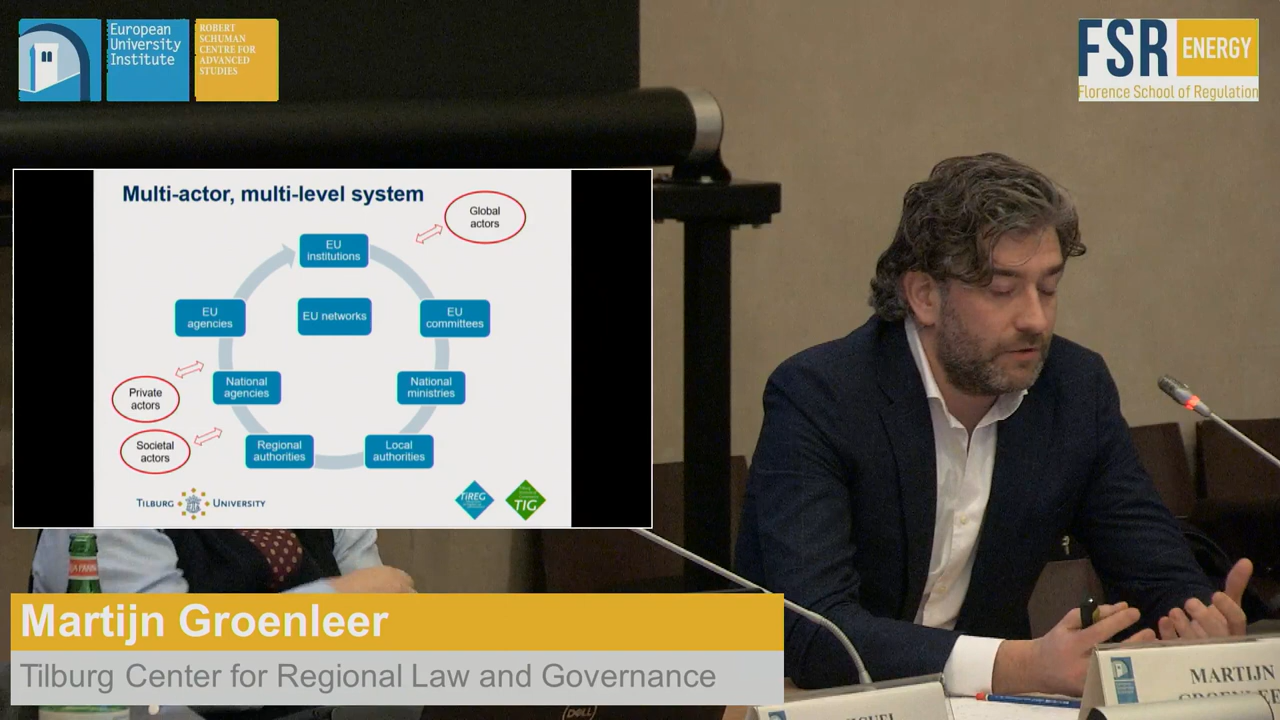 European
University
Institute
ROBERT
SCHUMAN
CENTRE FOR
ADVANCED
STUDIES
FSR ENERGY
Florence School of Regulation
Multi-actor, multi-level system
Global
actors
EU
institutions
EU
agencies
EU networks
EU
committees
Private
actors
National
agencies
National
ministries
Societal
actors
Regional
authorities
Local
authorities
TILBURG UNIVERSITY
TiREG
TIG
Martijn Groenleer
Tilburg Center for Regional Law and Governance
MARTIJN
DELL